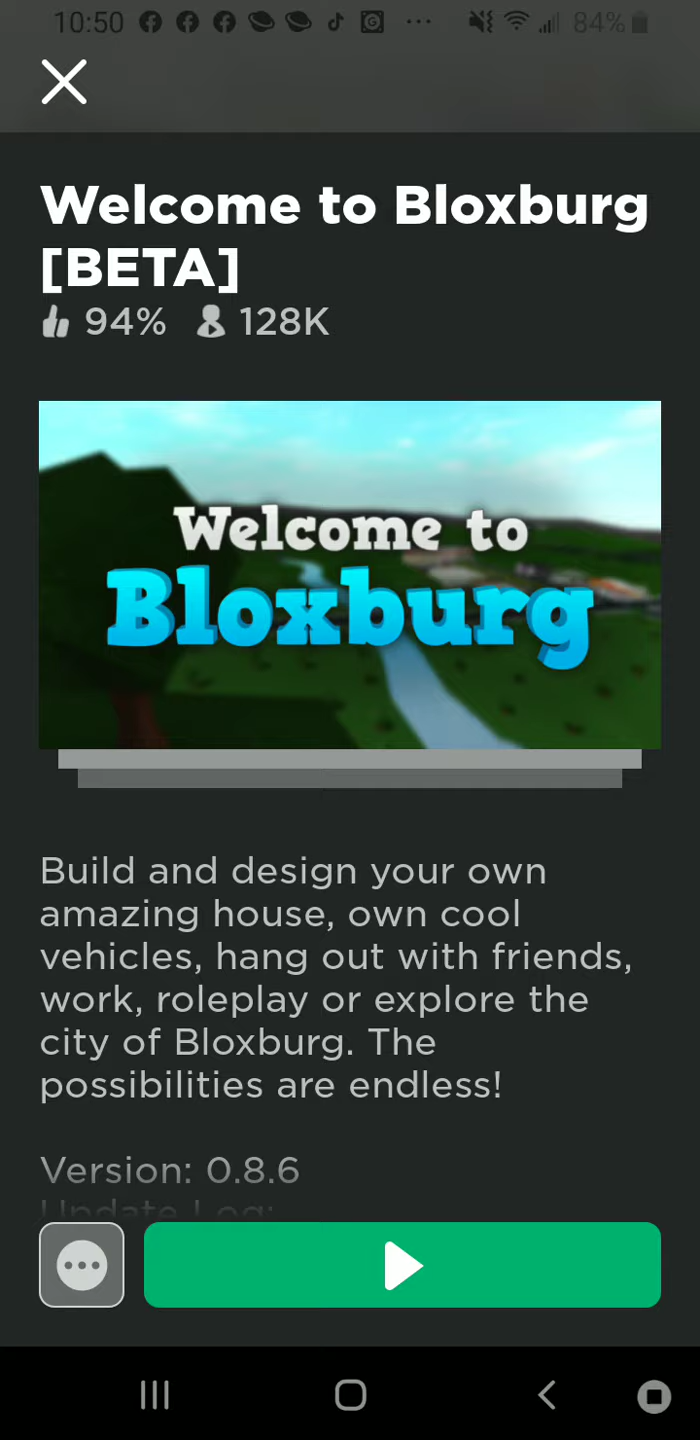 10:50 84%
Welcome to Bloxburg
[BETA]
94% 128K
Welcome to
Bloxburg
Build and design your own
amazing house, own cool
vehicles, hang out with friends,
work, roleplay or explore the
city of Bloxburg. The
possibilities are endless!
Version: 0.8.6
Update Log: